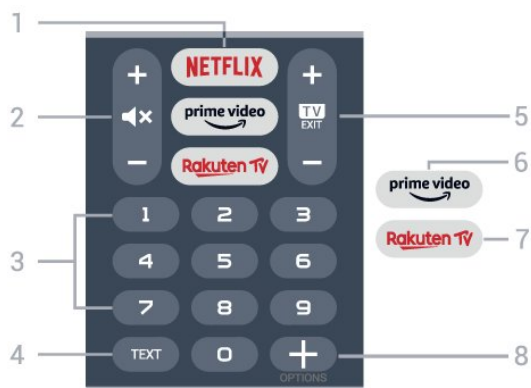 1
+ NETFLIX +
2 prime video TV EXIT 5
- Rakuten TV -
6
prime video
1 2 3
Rakuten TV 7
3
4 5 6
7 8 9
4 TEXT 0 + 8
OPTIONS